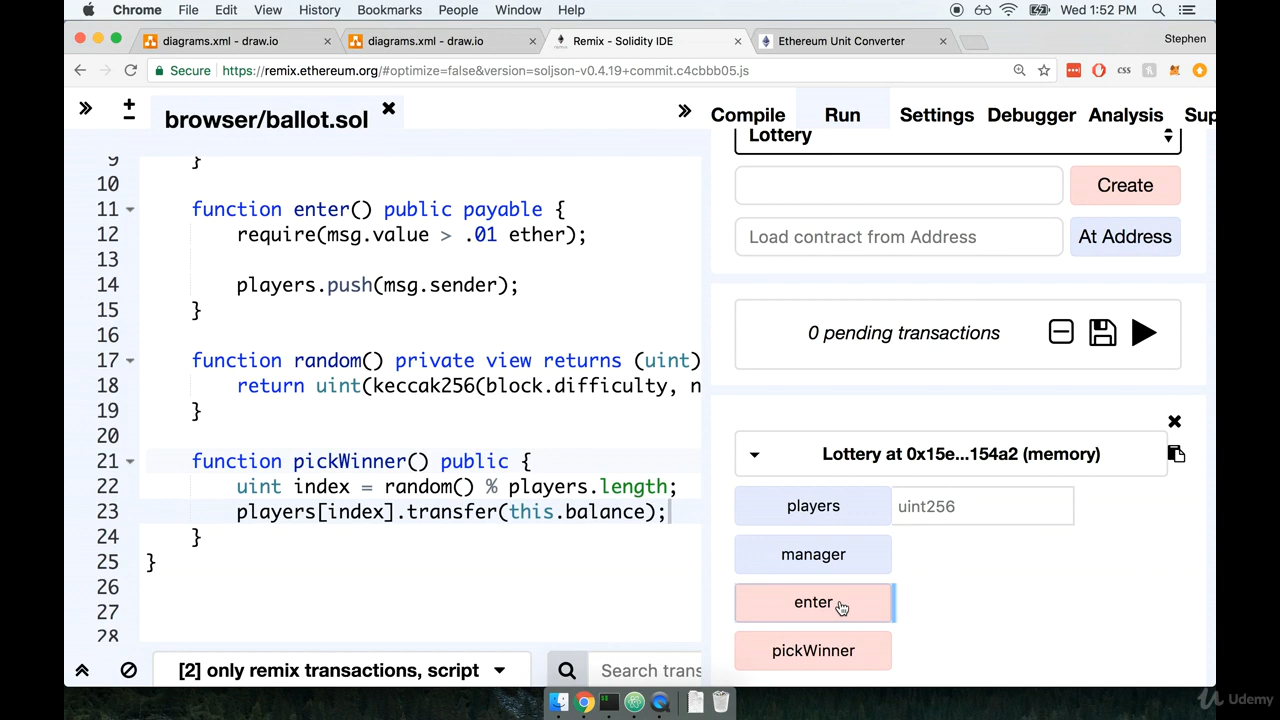 Chrome File Edit View History Bookmarks People Window Help Wed 1:52 PM
diagrams.xml - draw.io diagrams.xml - draw.io Remix - Solidity IDE Ethereum Unit Converter Stephen
Secure https://remix.ethereum.org/#optimize=false&version=soljson-v0.4.19+commit.c4cbbb05.js
browser/ballot.sol
Compile Run Settings Debugger Analysis Sup
9 }
10
11 function enter() public payable {
12 require(msg.value > .01 ether);
13
14 players.push(msg.sender);
15 }
16
17 function random() private view returns (uint)
18 return uint(keccak256(block.difficulty, n
19 }
20
21 function pickWinner() public {
22 uint index = random() % players.length;
23 players[index].transfer(this.balance);
24 }
25 }
26
27
28
[2] only remix transactions, script
Search trans
Lottery
Create
Load contract from Address At Address
0 pending transactions
Lottery at 0x15e...154a2 (memory)
players uint256
manager
enter
pickWinner
Udemy